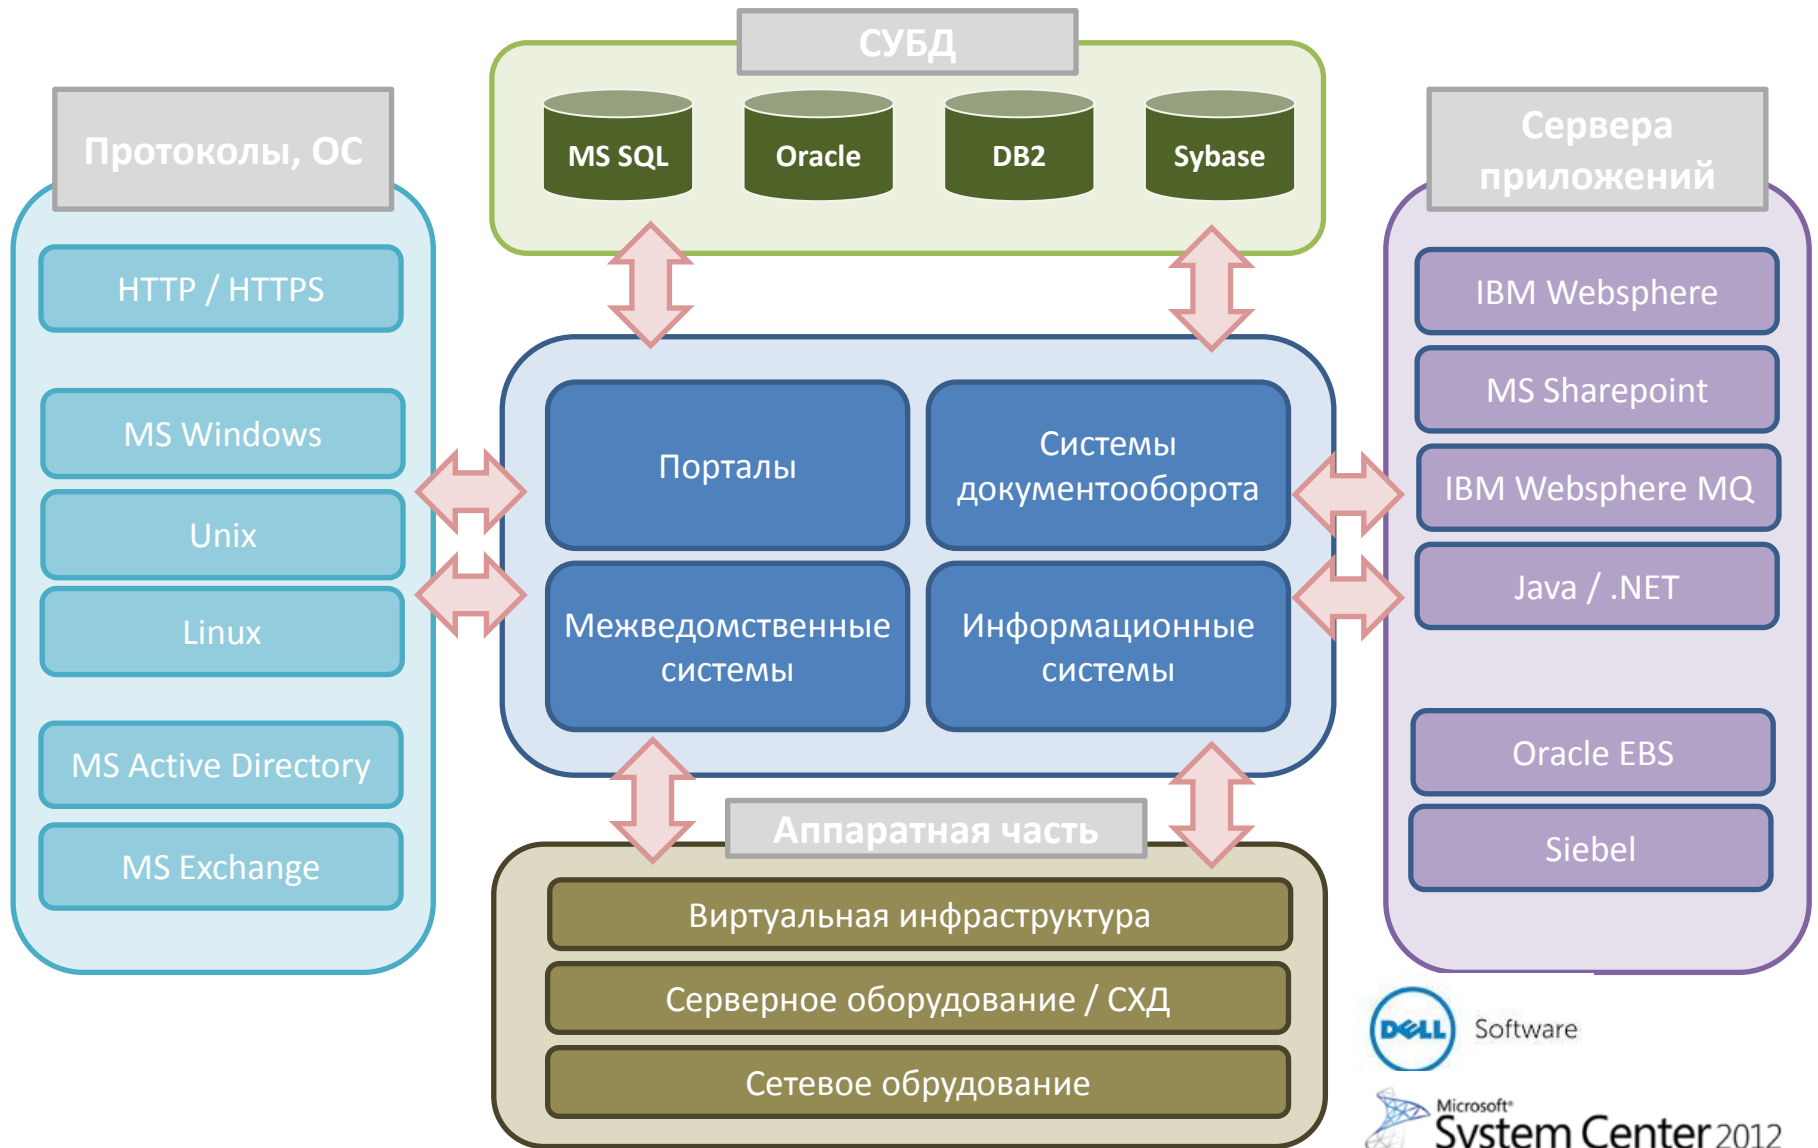 СУБД
MS SQL
Oracle
DB2
Sybase
Протоколы, ОС
HTTP / HTTPS
MS Windows
Unix
Linux
MS Active Directory
MS Exchange
Порталы
Системы
документооборота
Межведомственные
системы
Информационные
системы
Сервера
приложений
IBM Websphere
MS Sharepoint
IBM Websphere MQ
Java / .NET
Oracle EBS
Siebel
Аппаратная часть
Виртуальная инфраструктура
Серверное оборудование / СХД
Сетевое обрудование
DELL Software
Microsoft®
System Center 2012